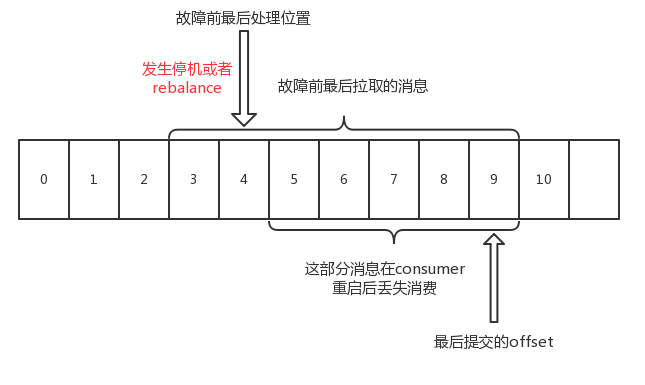 故障前最后处理位置
发生停机或者
rebalance
故障前最后拉取的消息
0 1 2 3 4 5 6 7 8 9 10
这部分消息在consumer
重启后丢失消费
最后提交的offset